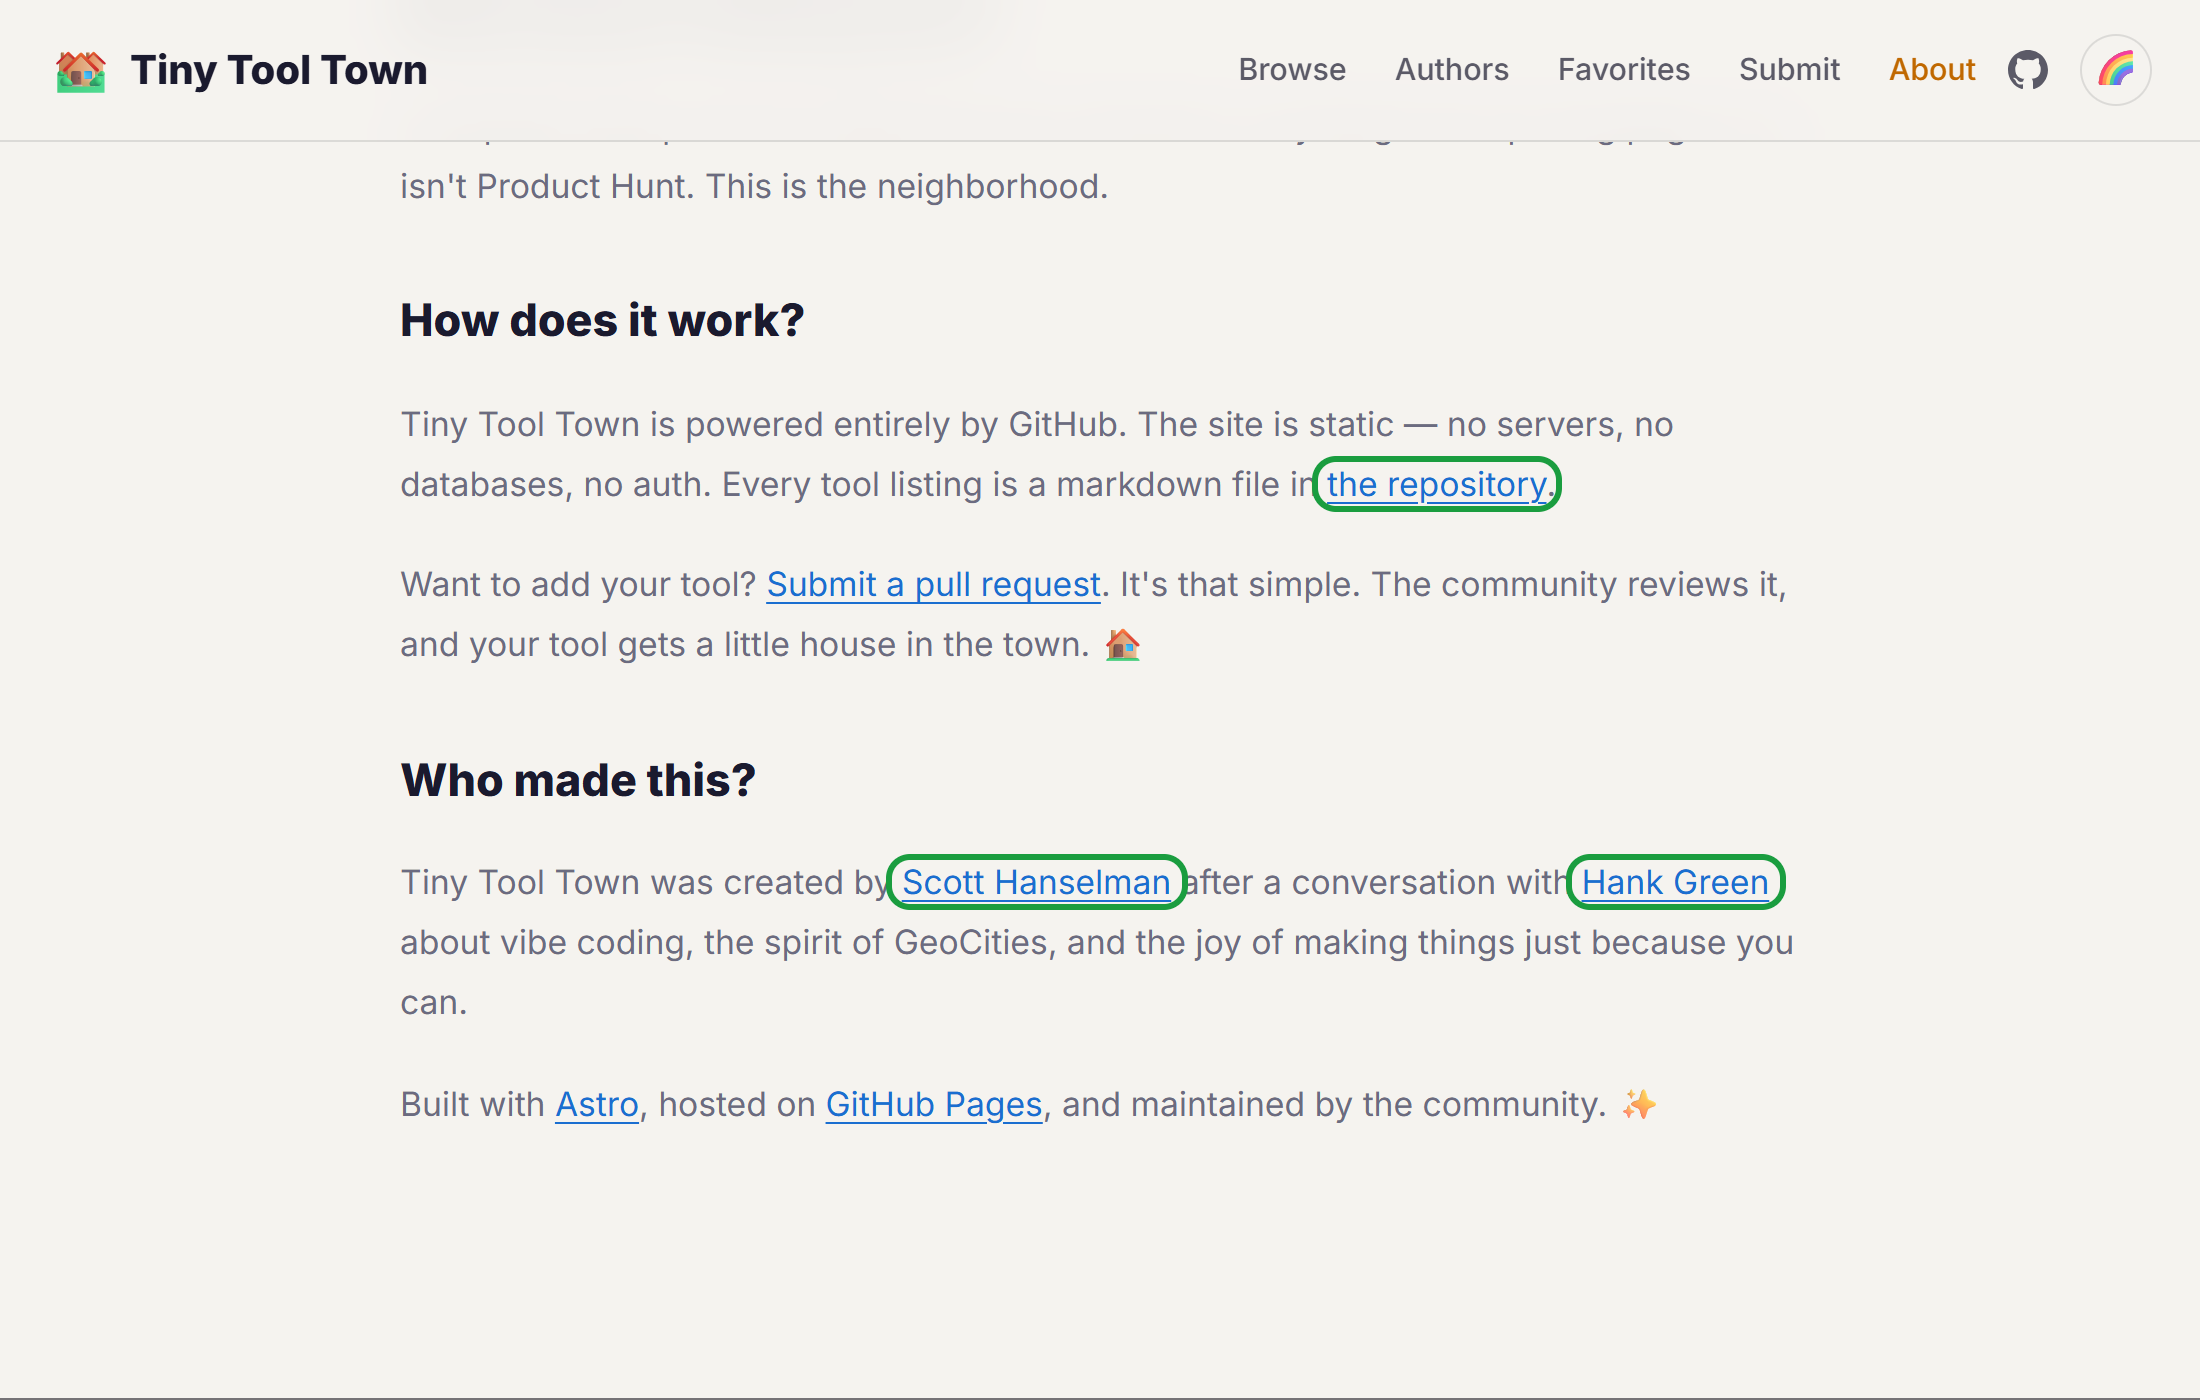 Tiny Tool Town
Browse Authors Favorites Submit About
isn't Product Hunt. This is the neighborhood.
How does it work?
Tiny Tool Town is powered entirely by GitHub. The site is static — no servers, no
databases, no auth. Every tool listing is a markdown file in the repository.
Want to add your tool? Submit a pull request. It's that simple. The community reviews it,
and your tool gets a little house in the town.
Who made this?
Tiny Tool Town was created by Scott Hanselman after a conversation with Hank Green
about vibe coding, the spirit of GeoCities, and the joy of making things just because you
can.
Built with Astro, hosted on GitHub Pages, and maintained by the community.